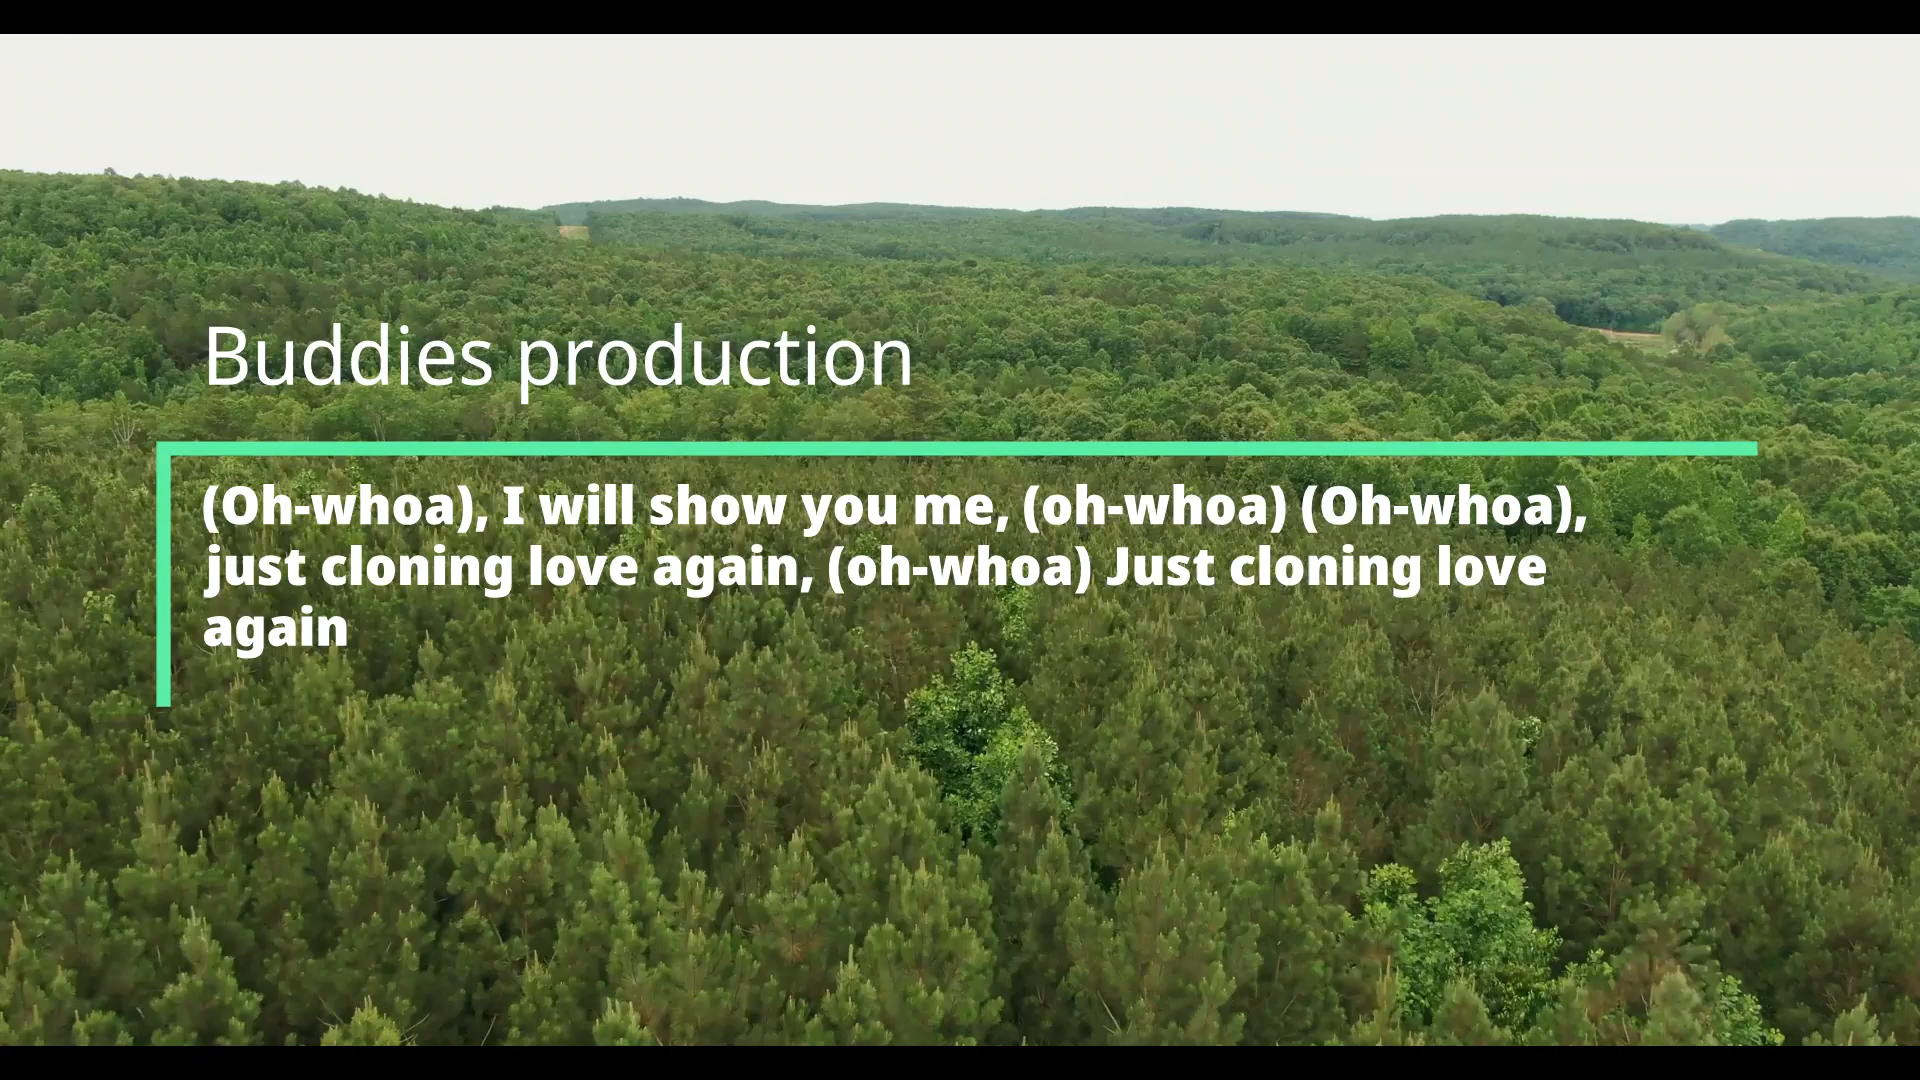 Buddies production
(Oh-whoa), I will show you me, (oh-whoa) (Oh-whoa),
just cloning love again, (oh-whoa) Just cloning love
again